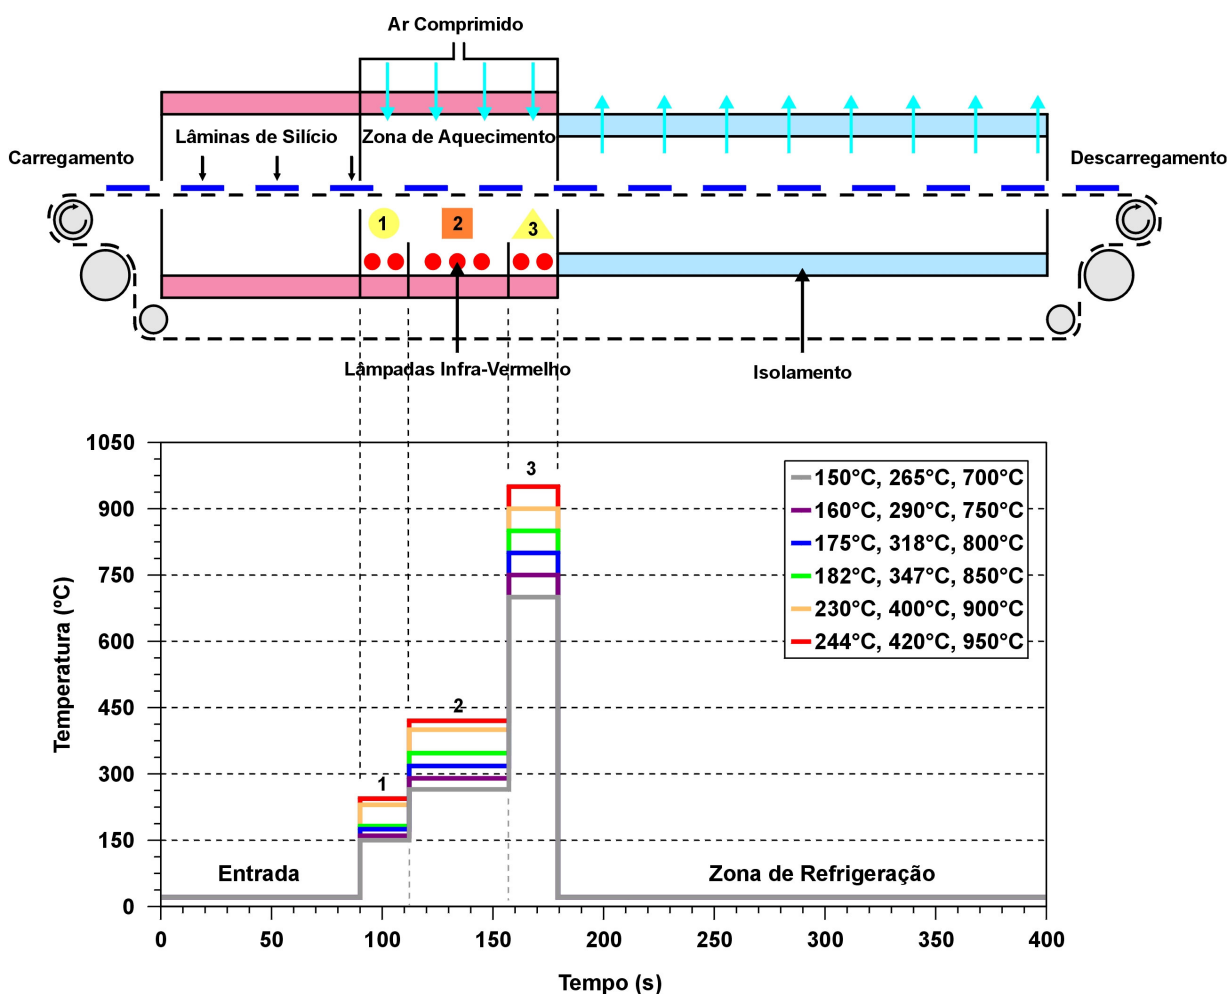 Ar Comprimido
Lâminas de Silício
Zona de Aquecimento
Carregamento
Descarregamento
1
2
3
Lâmpadas Infra-Vermelho
Isolamento
1050
900
750
600
450
300
150
0
Temperatura (ºC)
3
2
1
150°C, 265°C, 700°C
160°C, 290°C, 750°C
175°C, 318°C, 800°C
182°C, 347°C, 850°C
230°C, 400°C, 900°C
244°C, 420°C, 950°C
Entrada
Zona de Refrigeração
0 50 100 150 200 250 300 350 400
Tempo (s)